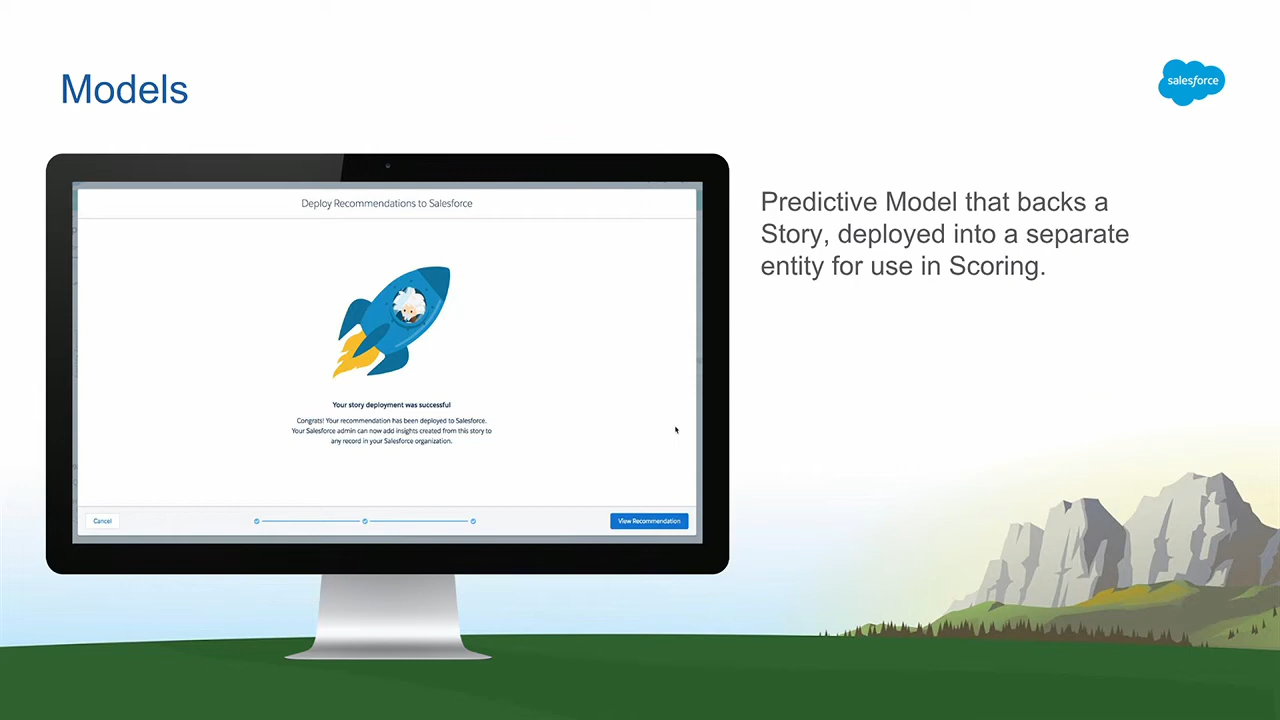 Models
salesforce
Deploy Recommendations to Salesforce
Predictive Model that backs a
Story, deployed into a separate
entity for use in Scoring.
Your story deployment was successful
Congrats! Your recommendation has been deployed to Salesforce.
Your Salesforce admin can now add insights created from this story to
any record in your Salesforce organization.
Cancel
View Recommendation